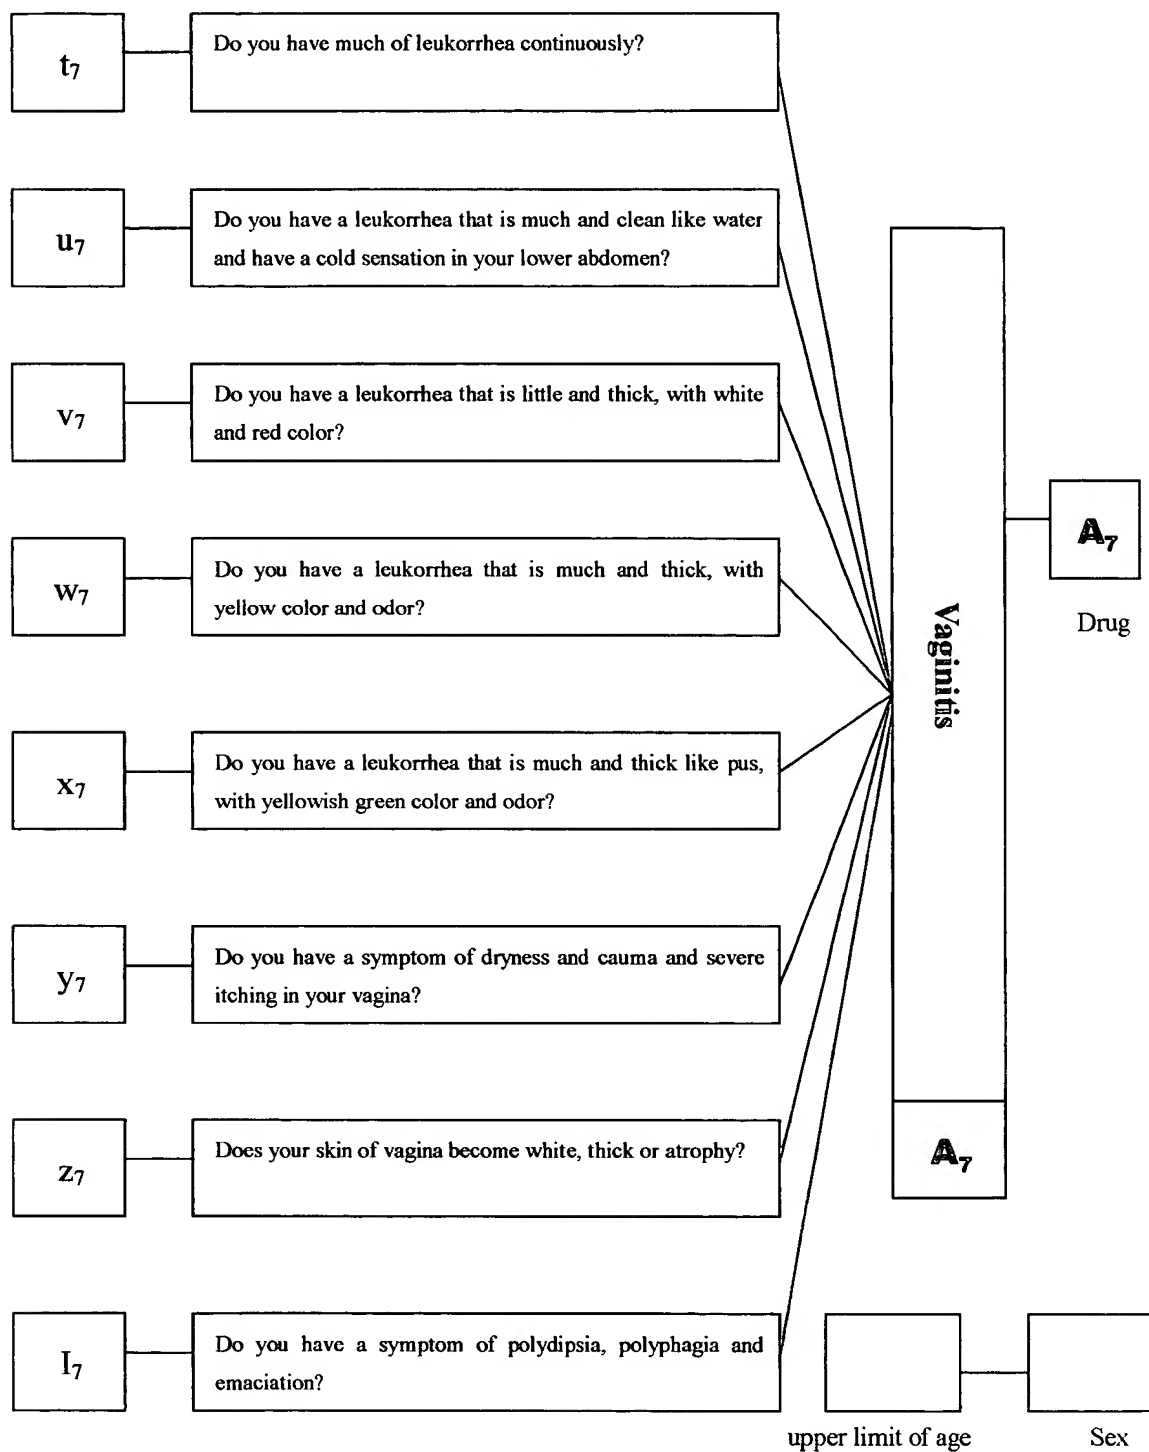 t7
Do you have much of leukorrhea continuously?
u7
Do you have a leukorrhea that is much and clean like water
and have a cold sensation in your lower abdomen?
v7
Do you have a leukorrhea that is little and thick, with white
and red color?
A7
Drug
w7
Do you have a leukorrhea that is much and thick, with
yellow color and odor?
Vaginitis
x7
Do you have a leukorrhea that is much and thick like pus,
with yellowish green color and odor?
y7
Do you have a symptom of dryness and cauma and severe
itching in your vagina?
z7
Does your skin of vagina become white, thick or atrophy?
A7
I7
Do you have a symptom of polydipsia, polyphagia and
emaciation?
upper limit of age
Sex